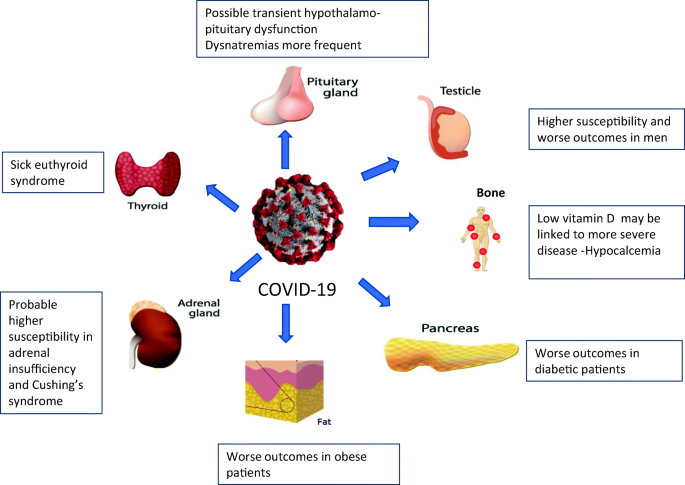 Possible transient hypothalamo-
pituitary dysfunction
Dysnatremias more frequent
Pituitary
gland
Testicle
Higher susceptibility and
worse outcomes in men
Sick euthyroid
syndrome
Thyroid
Bone
Low vitamin D may be
linked to more severe
disease -Hypocalcemia
COVID-19
Adrenal
gland
Probable
higher
susceptibility in
adrenal
insufficiency
and Cushing's
syndrome
Pancreas
Worse outcomes in
diabetic patients
Fat
Worse outcomes in obese
patients